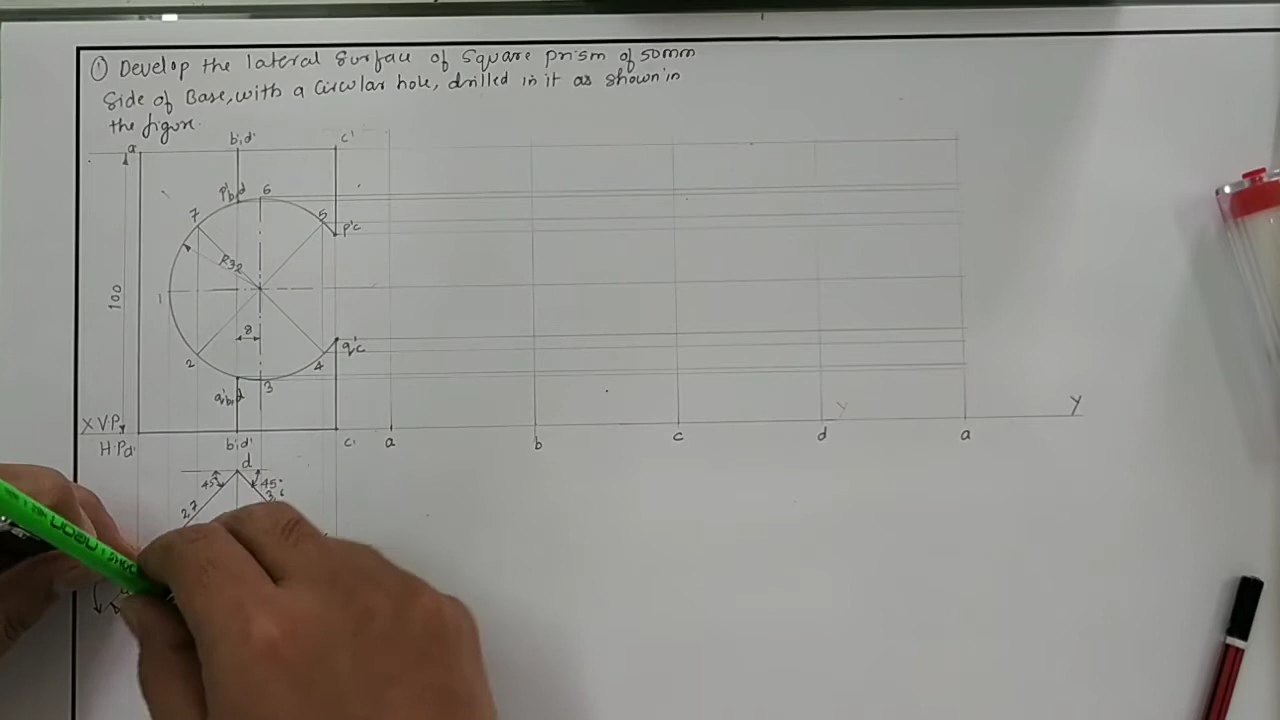 ① Develop the lateral Surface of Square prism of 50mm
Side of Base, with a Circular hole, drilled in it as shown in
the figure.
a' b',d' c'
p'b,d 6
7 5
p'c
R32
100
1
8
2 4 q'c
3
q'b,d
X V.P. Y Y
H.P a' b',d' c' a b c d a
d
45° 45°
27 3,6